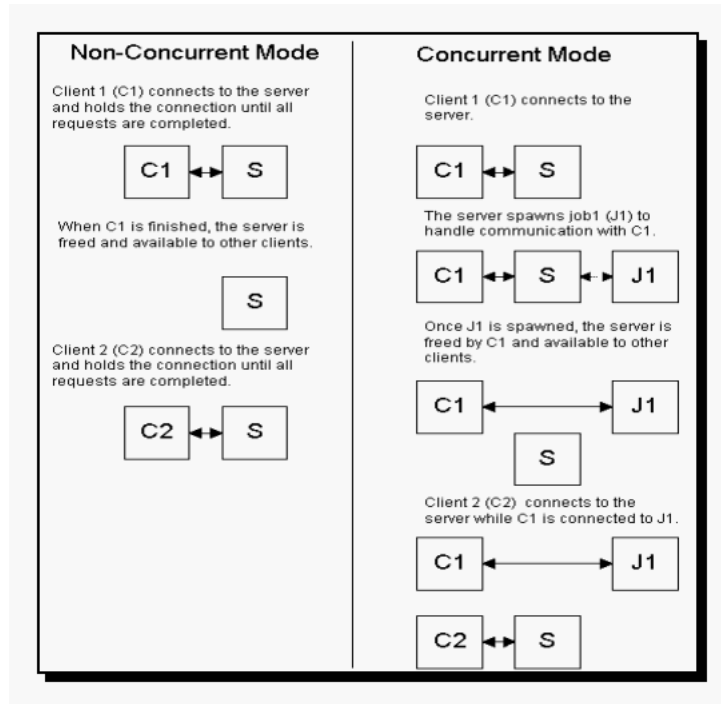 Non-Concurrent Mode
Client 1 (C1) connects to the server
and holds the connection until all
requests are completed.
C1 S
When C1 is finished, the server is
freed and available to other clients.
S
Client 2 (C2) connects to the server
and holds the connection until all
requests are completed.
C2 S
Concurrent Mode
Client 1 (C1) connects to the
server.
C1 S
The server spawns job1 (J1) to
handle communication with C1.
C1 S J1
Once J1 is spawned, the server is
freed by C1 and available to other
clients.
C1 J1
S
Client 2 (C2) connects to the
server while C1 is connected to J1.
C1 J1
C2 S